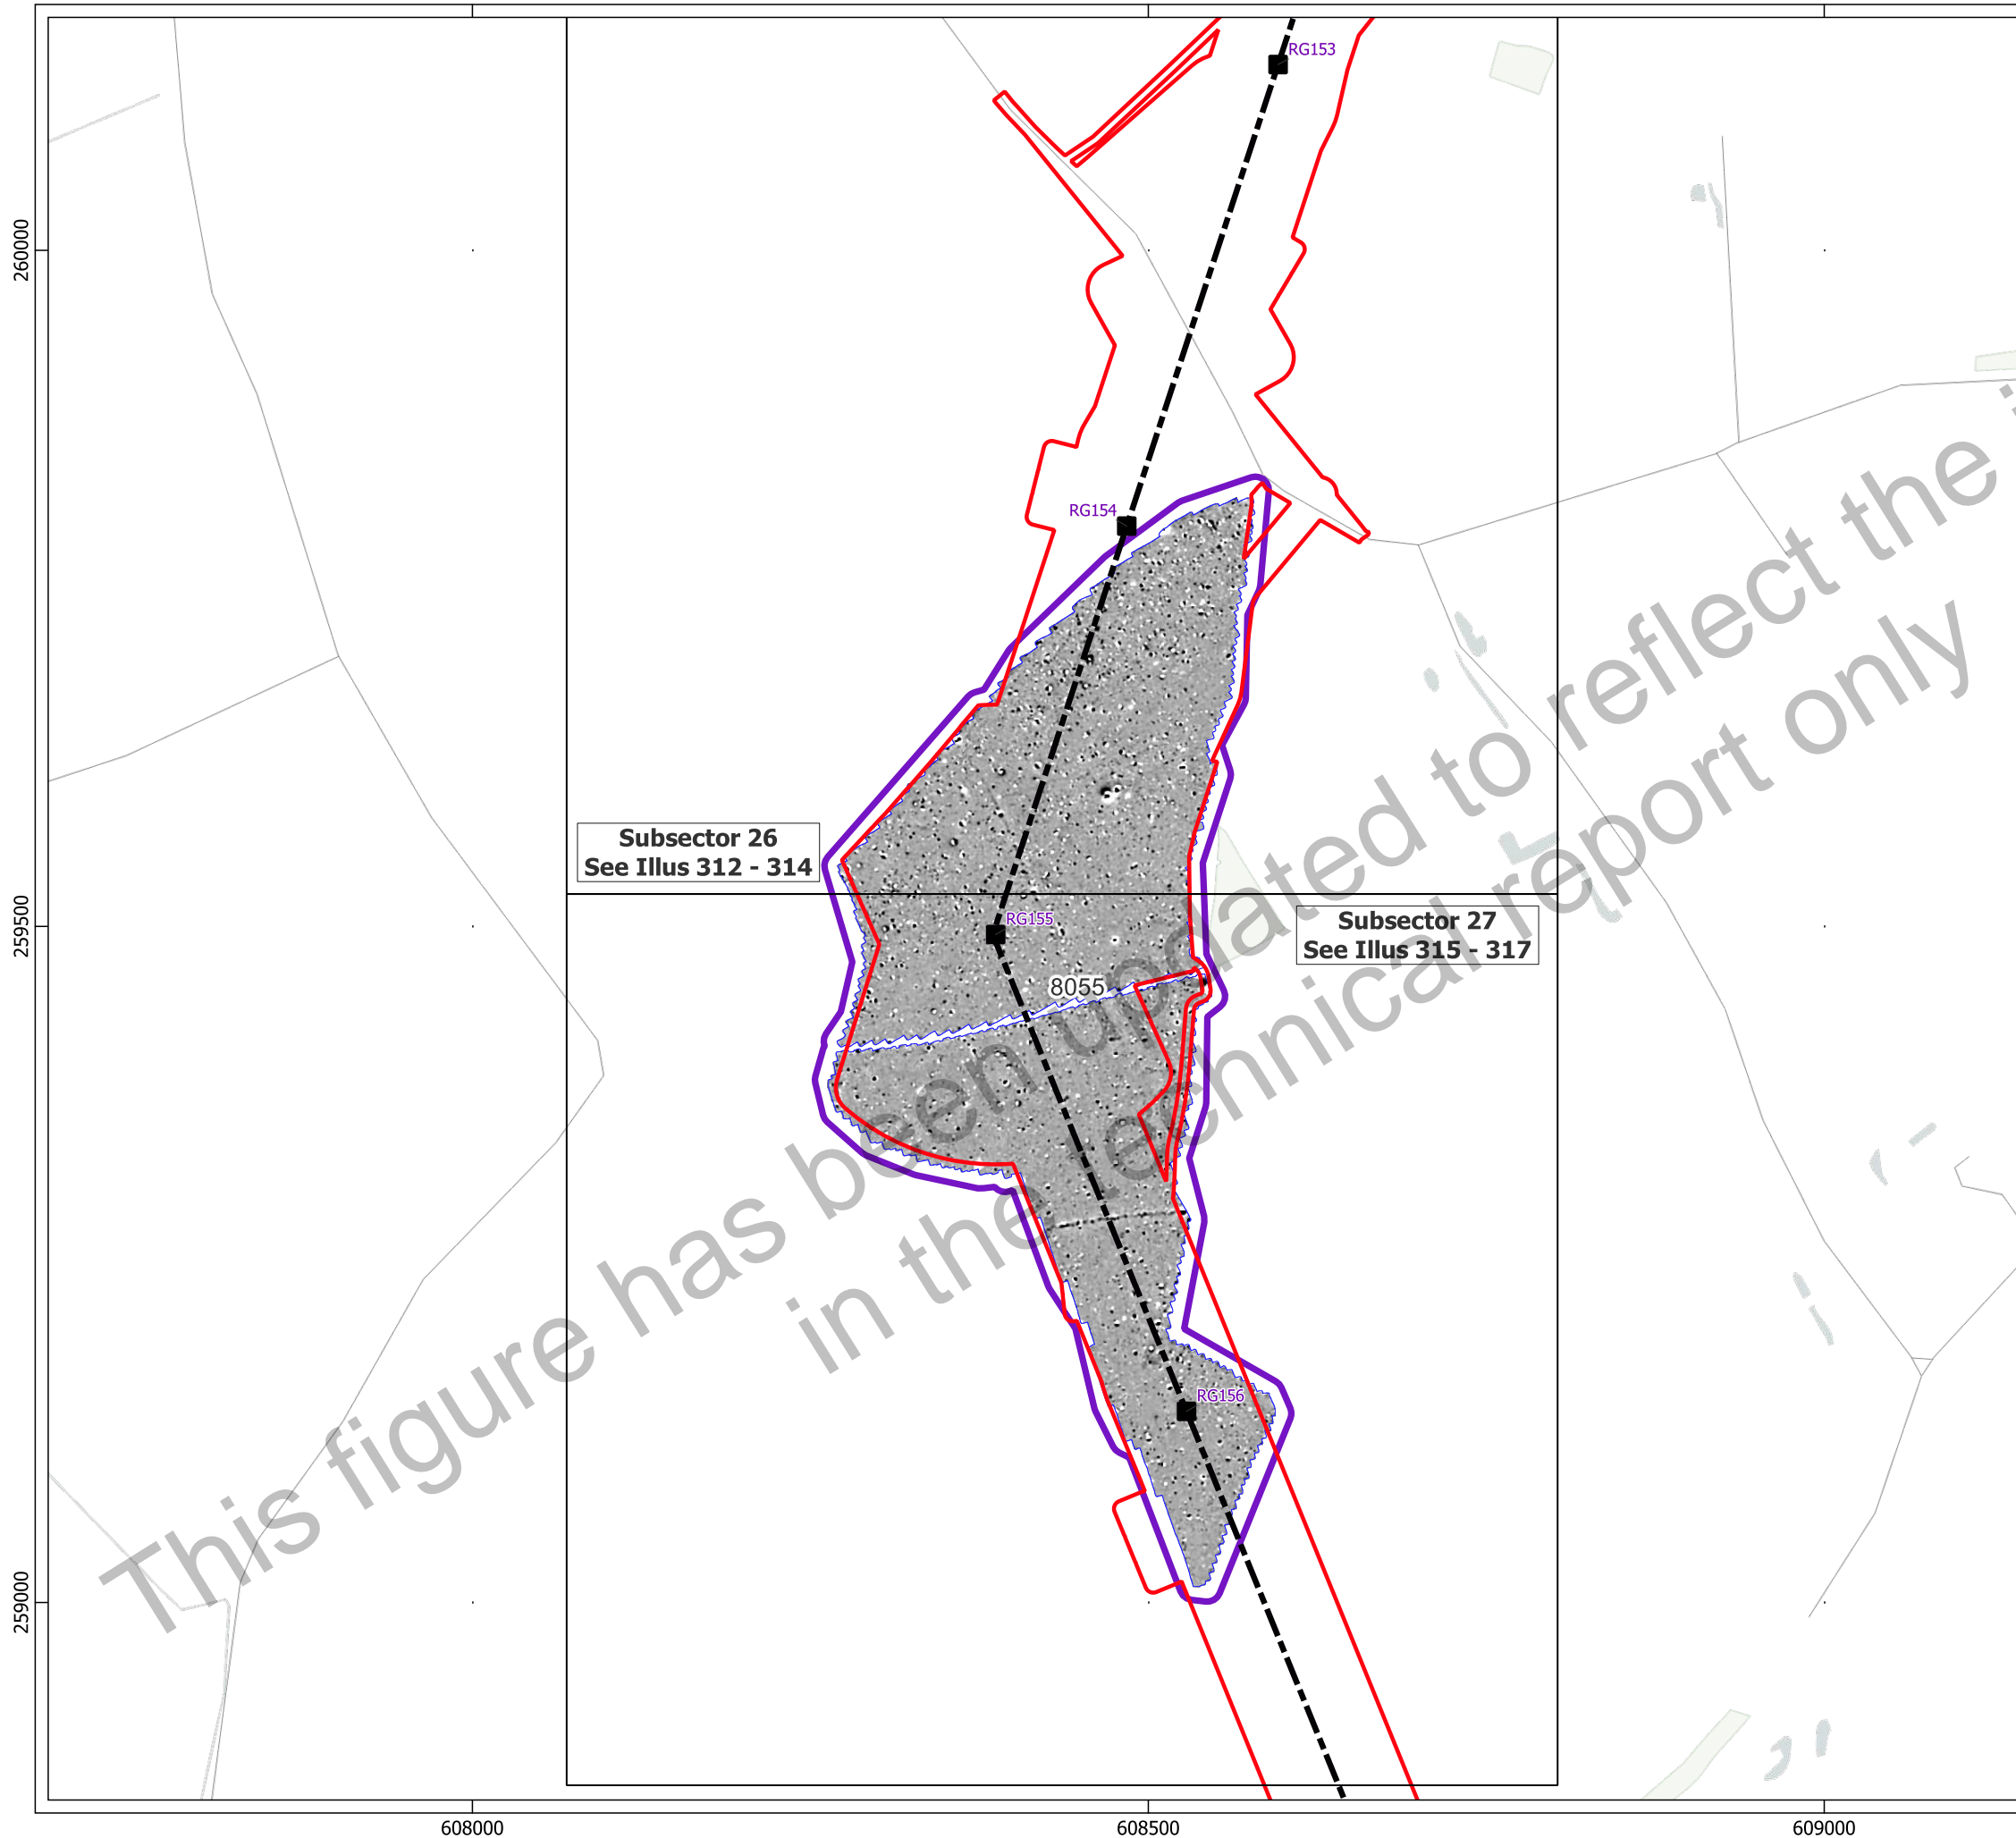 RG153
260000
RG154
Subsector 26
See Illus 312 - 314
259500
RG155
Subsector 27
See Illus 315 - 317
8055
RG156
259000
This figure has been updated to reflect the
in the technical report only
608000
608500
609000